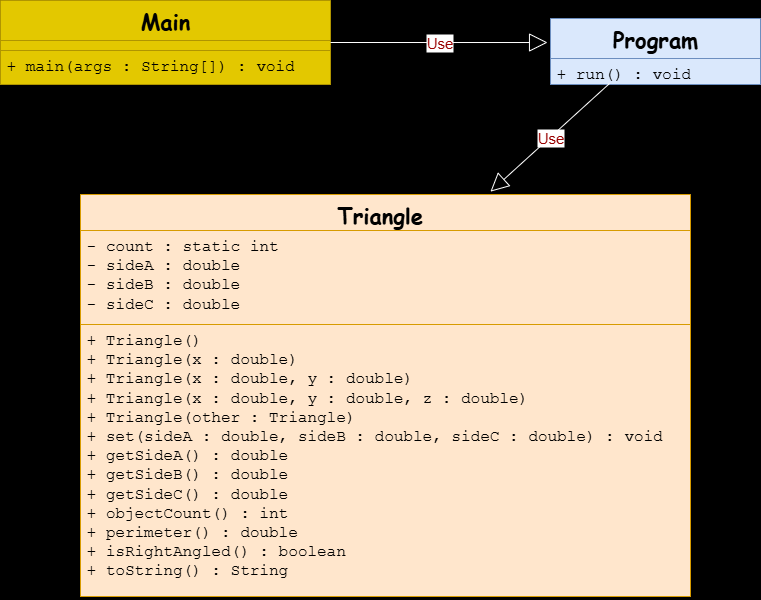 Main
+ main(args : String[]) : void
Use
Program
+ run() : void
Use
Triangle
- count : static int
- sideA : double
- sideB : double
- sideC : double
+ Triangle()
+ Triangle(x : double)
+ Triangle(x : double, y : double)
+ Triangle(x : double, y : double, z : double)
+ Triangle(other : Triangle)
+ set(sideA : double, sideB : double, sideC : double) : void
+ getSideA() : double
+ getSideB() : double
+ getSideC() : double
+ objectCount() : int
+ perimeter() : double
+ isRightAngled() : boolean
+ toString() : String